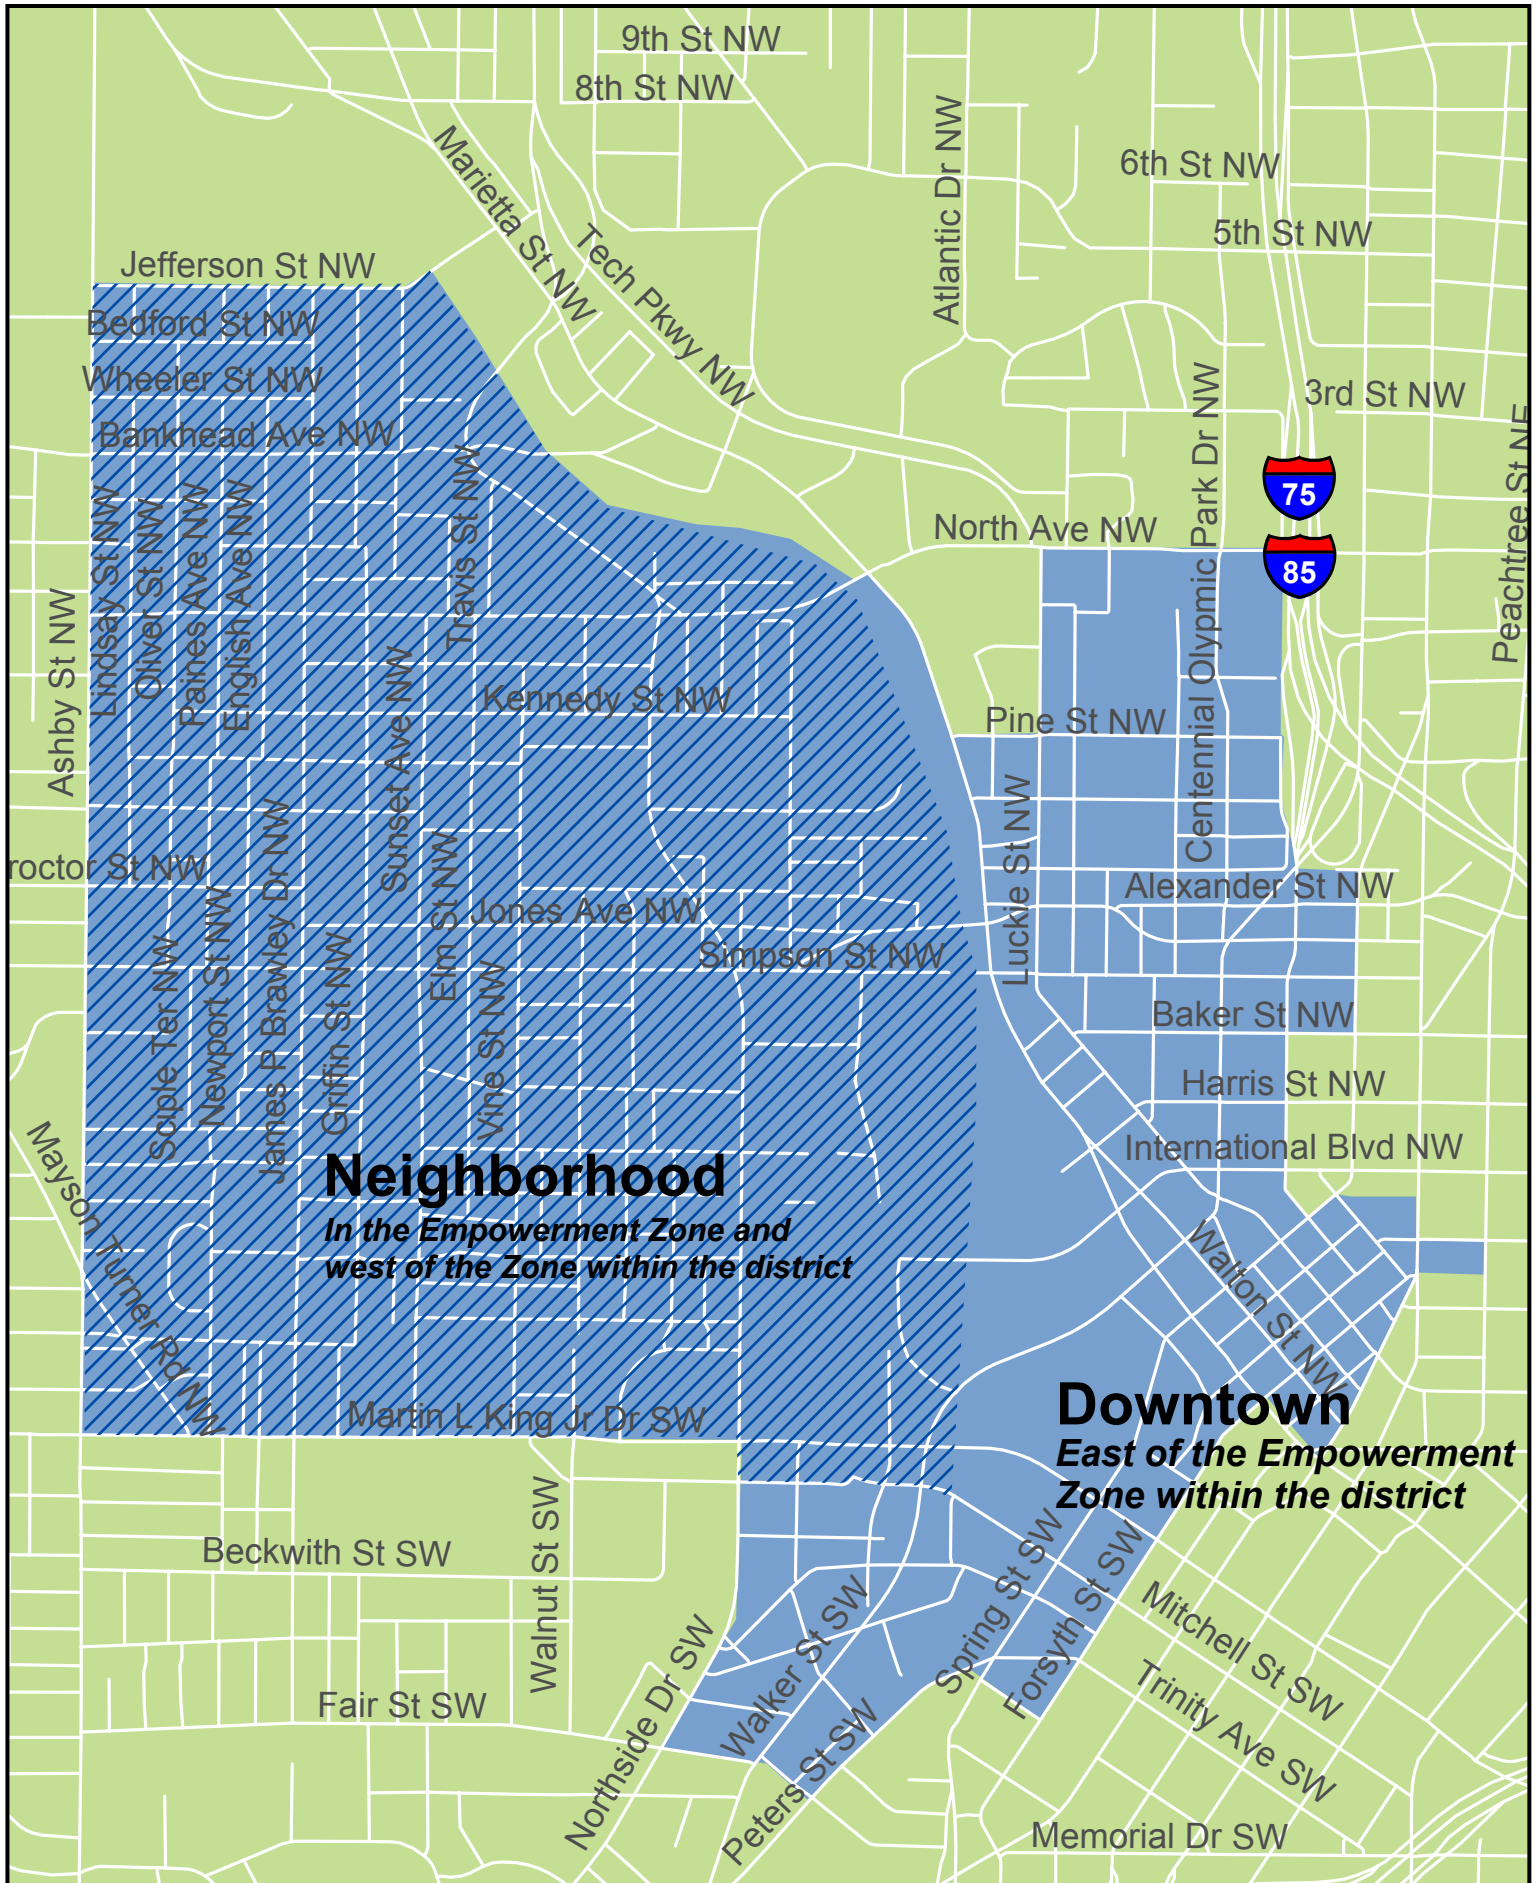 9th St NW
8th St NW
Marietta St NW
Atlantic Dr NW
6th St NW
Tech Pkwy NW
5th St NW
Jefferson St NW
Bedford St NW
Wheeler St NW
3rd St NW
Bankhead Ave NW
Centennial Olypmic Park Dr NW
Peachtree St NE
75
Travis St NW
Lindsay St NW
Oliver St NW
Paines Ave NW
English Ave NW
North Ave NW
85
Ashby St NW
Sunset Ave NW
Kennedy St NW
Pine St NW
Luckie St NW
roctor St NW
James P Brawley Dr NW
Elm St NW
Alexander St NW
Jones Ave NW
Simpson St NW
Sciple Ter NW
Newport St NW
Griffin St NW
Vine St NW
Baker St NW
Harris St NW
International Blvd NW
Mayson Turner Rd NW
Neighborhood
In the Empowerment Zone and
west of the Zone within the district
Walton St NW
Downtown
East of the Empowerment
Zone within the district
Martin L King Jr Dr SW
Walnut St SW
Beckwith St SW
Spring St SW
Forsyth St SW
Mitchell St SW
Walker St SW
Northside Dr SW
Trinity Ave SW
Fair St SW
Peters St SW
Memorial Dr SW